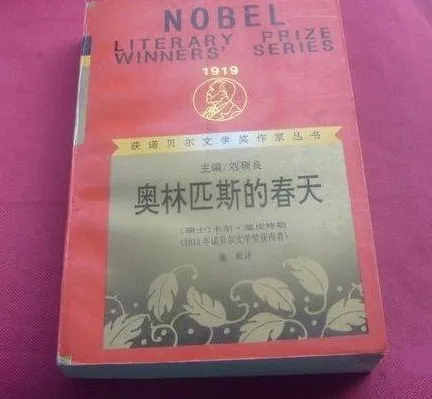 NOBEL
LITERARY PRIZE
WINNERS' SERIES
1919
获诺贝尔文学奖作家丛书
主编/刘硕良
奥林匹斯的春天
(瑞士)卡尔·施皮特勒
(1919年诺贝尔文学奖获得者)
译